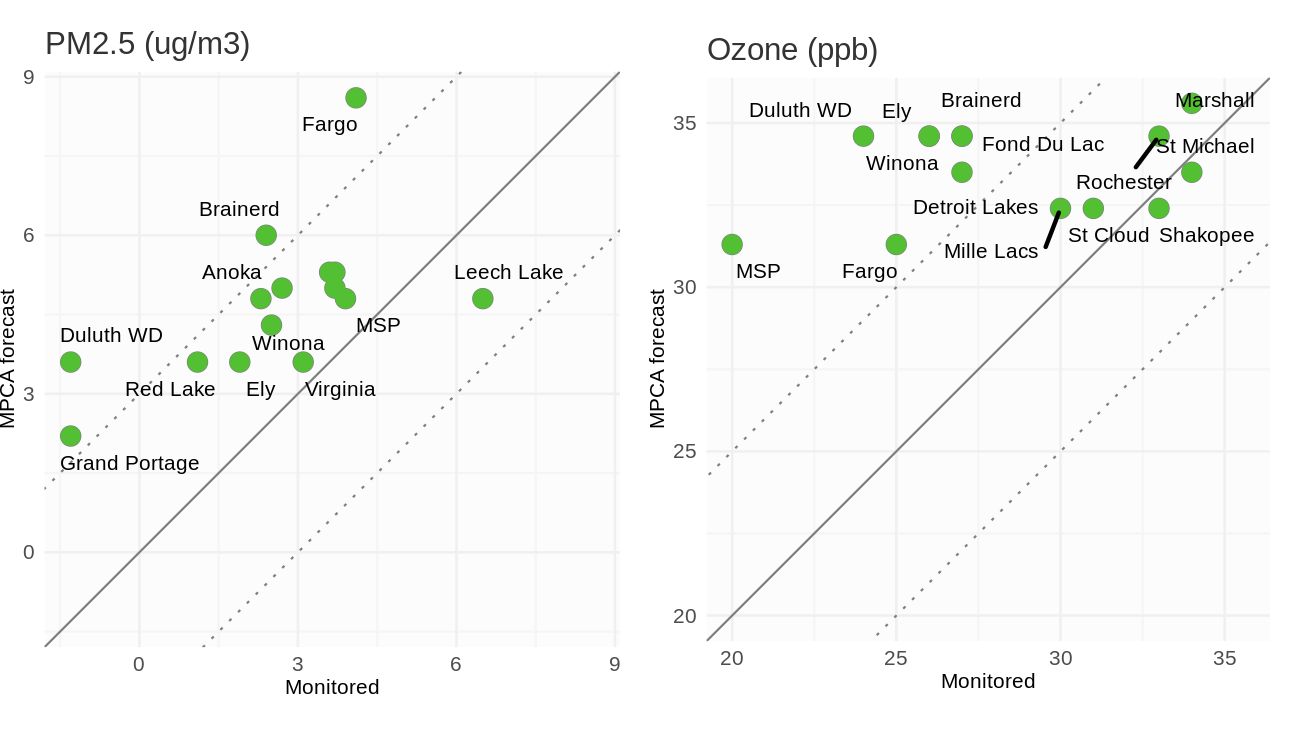 PM2.5 (ug/m3)
9
6
3
0
MPCA forecast
Fargo
Brainerd
Anoka
Leech Lake
Duluth WD
MSP
Winona
Red Lake
Ely
Virginia
Grand Portage
0
3
6
9
Monitored
Ozone (ppb)
35
30
25
20
MPCA forecast
Marshall
Duluth WD
Ely
Brainerd
Fond Du Lac
St Michael
Winona
Rochester
Detroit Lakes
St Cloud
Shakopee
Mille Lacs
MSP
Fargo
20
25
30
35
Monitored